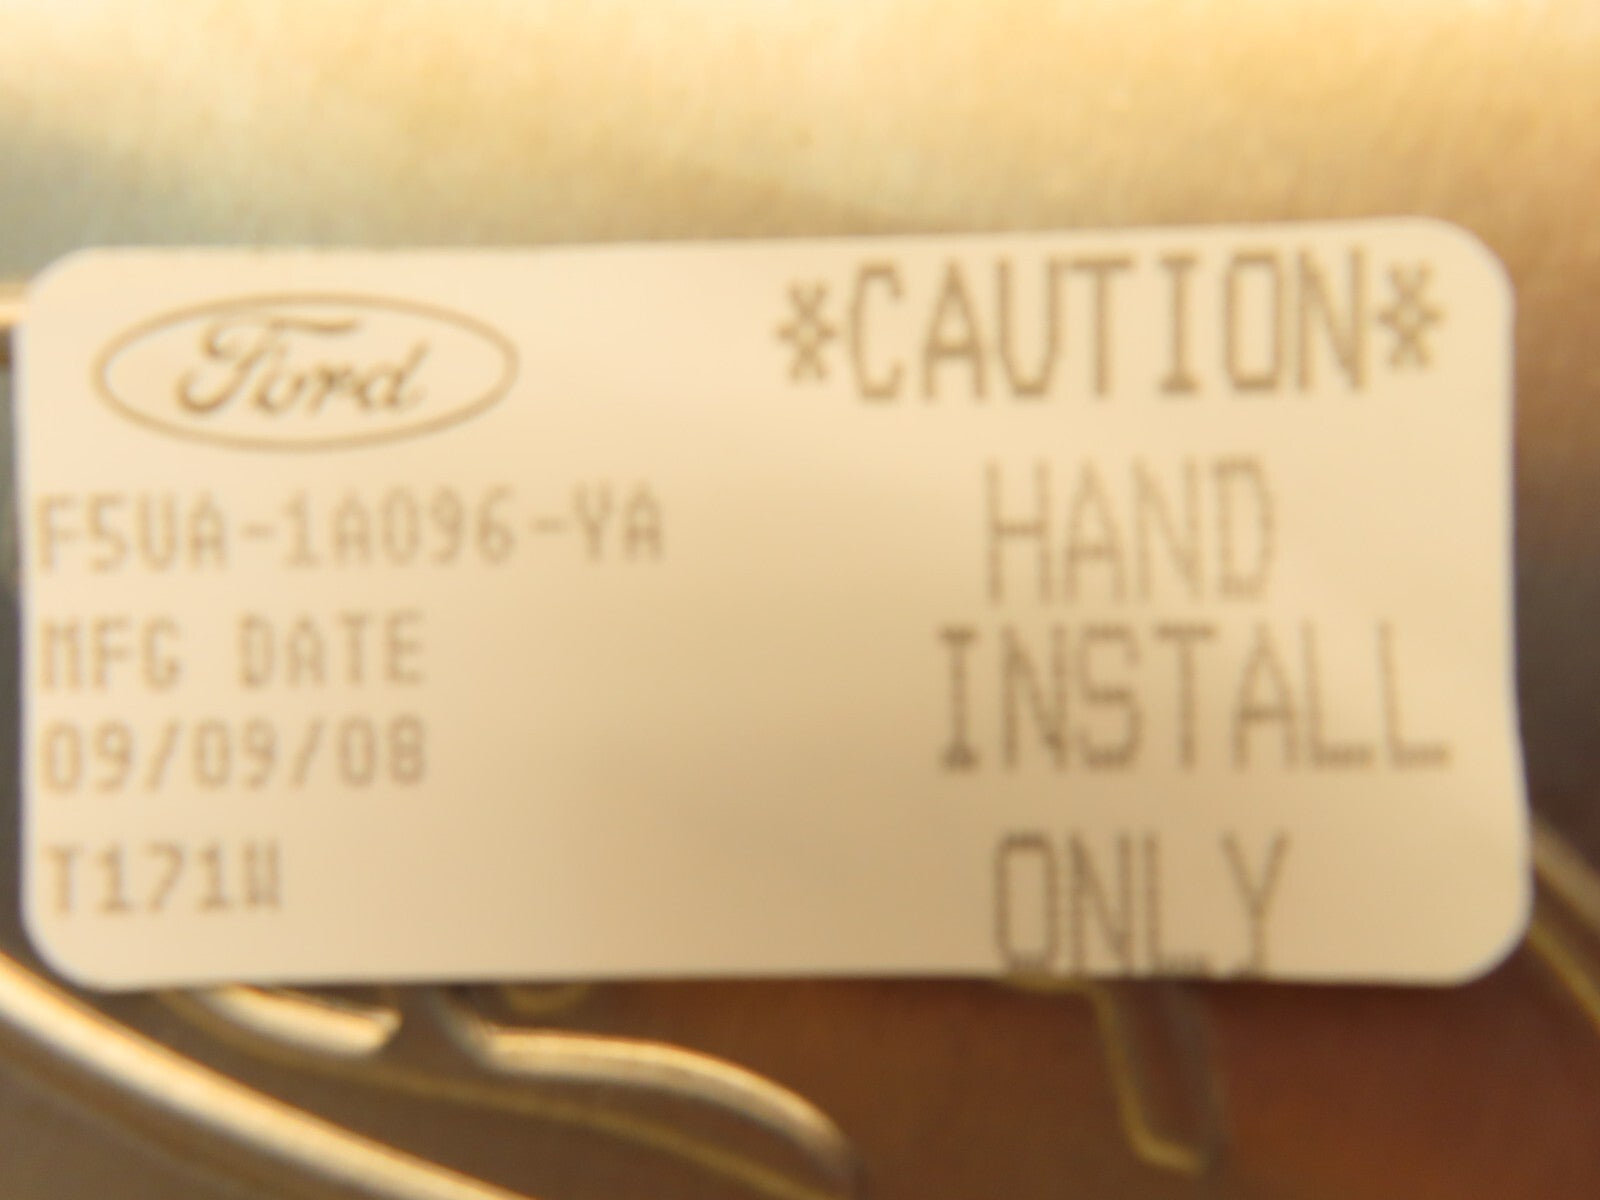 Ford
F5UA-1A096-YA
MFG DATE
09/09/08
T171W
*CAUTION*
HAND
INSTALL
ONLY